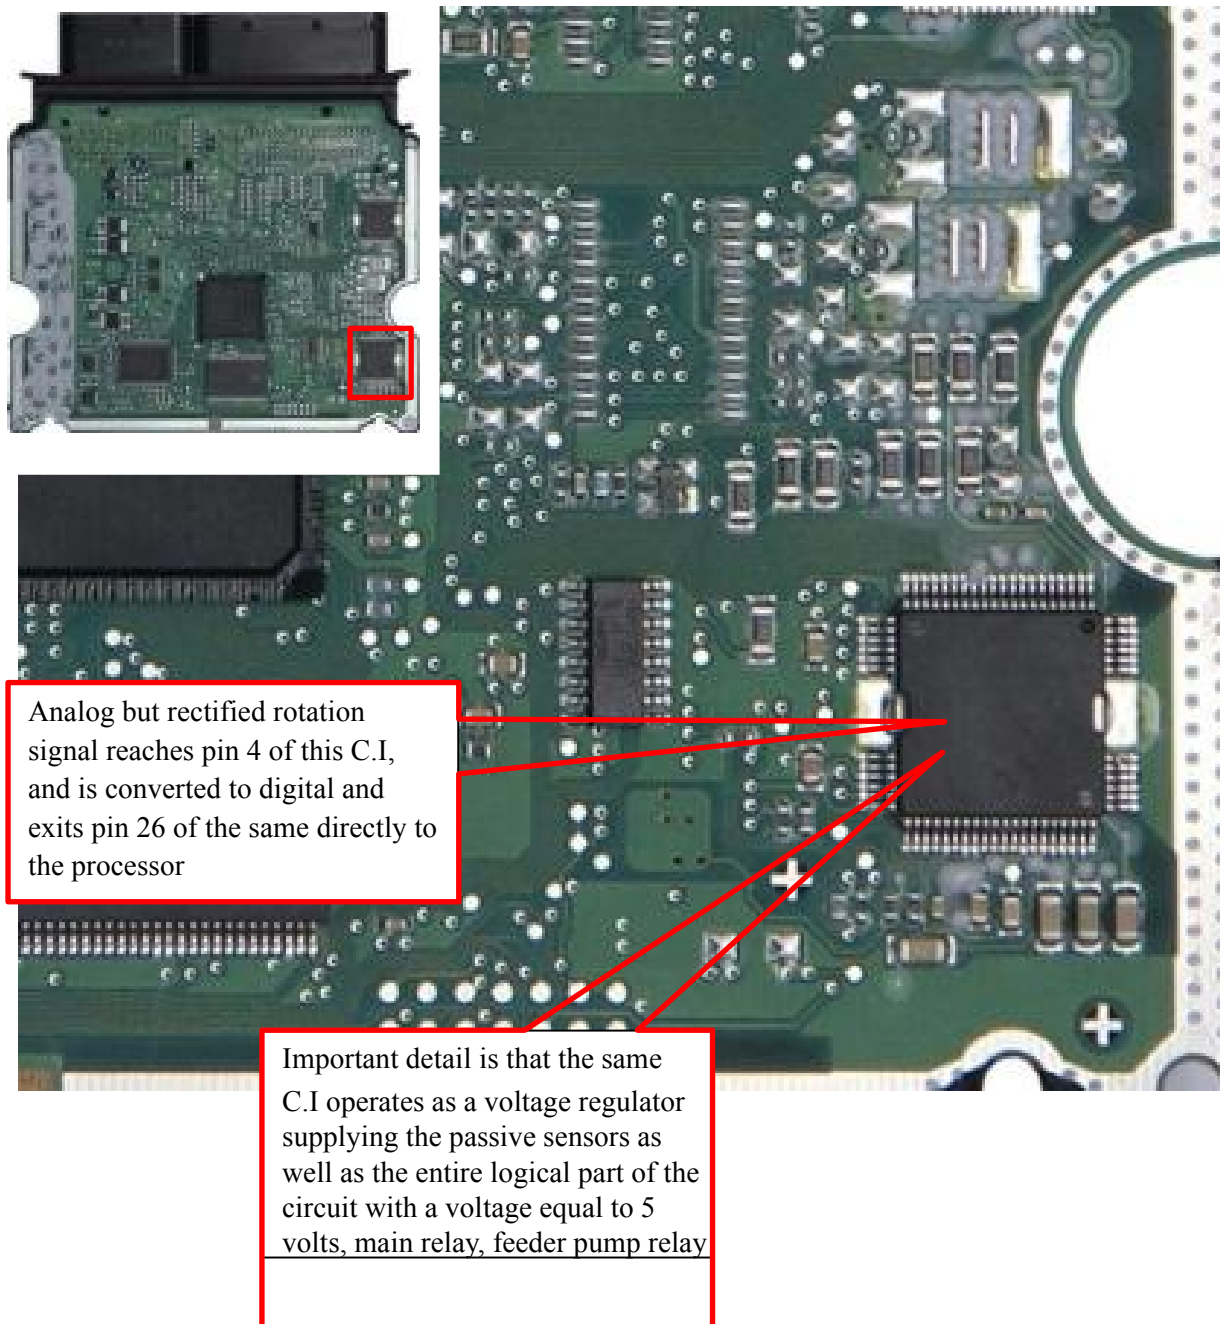 Analog but rectified rotation
signal reaches pin 4 of this C.I,
and is converted to digital and
exits pin 26 of the same directly to
the processor
Important detail is that the same
C.I operates as a voltage regulator
supplying the passive sensors as
well as the entire logical part of the
circuit with a voltage equal to 5
volts, main relay, feeder pump relay